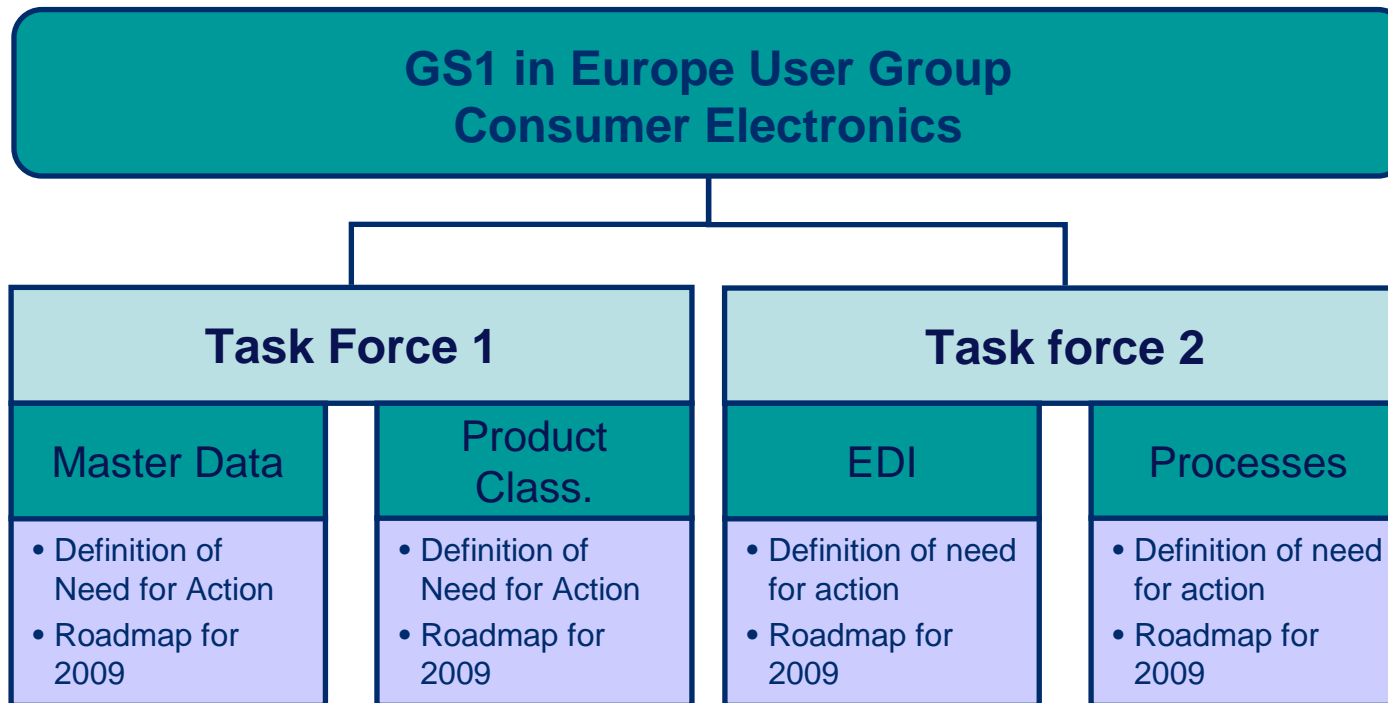 GS1 in Europe User Group
Consumer Electronics
Task Force 1
Task force 2
Master Data
Product
Class.
EDI
Processes
• Definition of
Need for Action
• Roadmap for
2009
• Definition of
Need for Action
• Roadmap for
2009
• Definition of need
for action
• Roadmap for
2009
• Definition of need
for action
• Roadmap for
2009